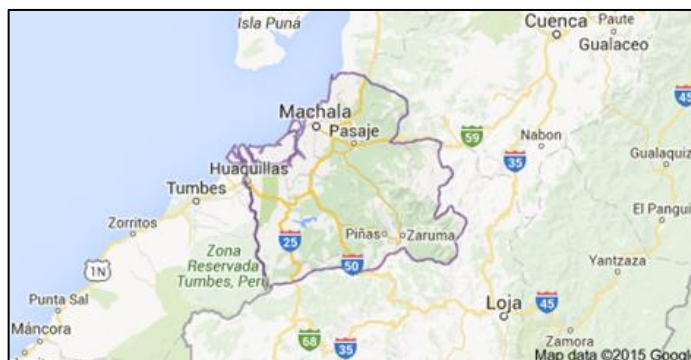 Isla Puná
Cuenca
Paute
Gualaceo
45
Machala
Pasaje
59
Nabon
35
Huaquillas
Gualaquiz
Tumbes
El Pangui
Zorritos
Piñas
Zaruma
Zona
Reservada
Tumbes, Perú
25
50
1N
Yantzaza
Punta Sal
Loja
45
Máncora
68
35
Zamora
Map data ©2015 Google